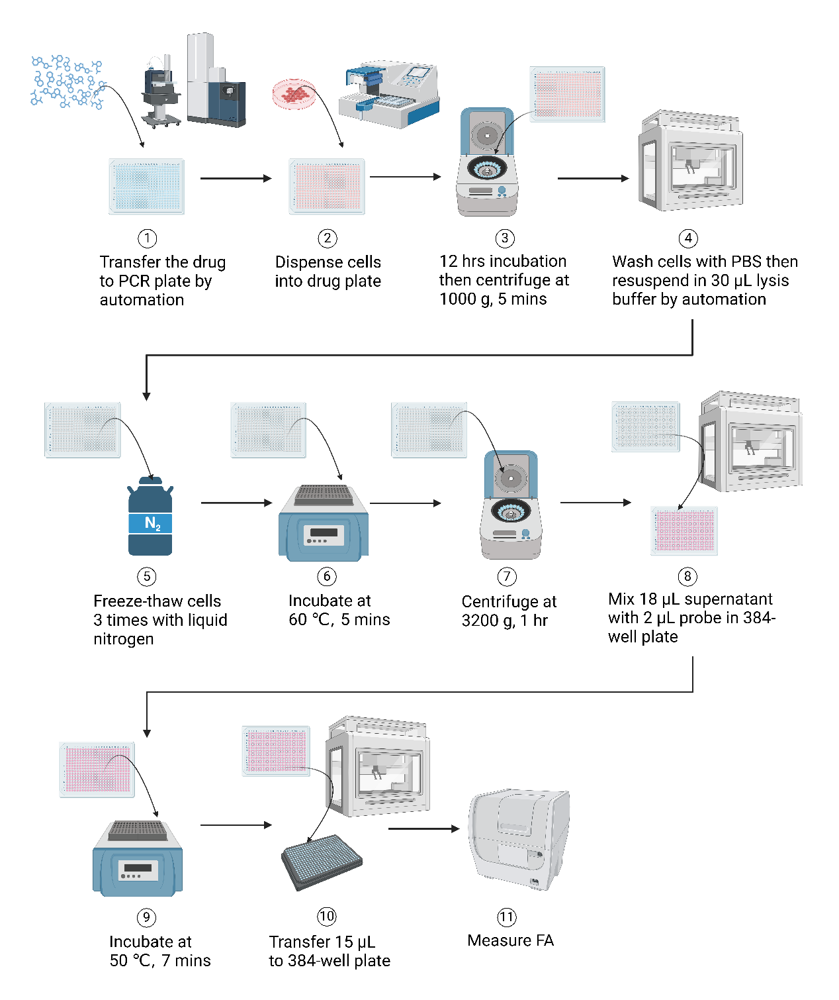 1
Transfer the drug
to PCR plate by
automation
2
Dispense cells
into drug plate
3
12 hrs incubation
then centrifuge at
1000 g, 5 mins
4
Wash cells with PBS then
resuspend in 30 µL lysis
buffer by automation
N2
5
Freeze-thaw cells
3 times with liquid
nitrogen
6
Incubate at
60 ℃, 5 mins
7
Centrifuge at
3200 g, 1 hr
8
Mix 18 µL supernatant
with 2 µL probe in 384-
well plate
9
Incubate at
50 ℃, 7 mins
10
Transfer 15 µL
to 384-well plate
11
Measure FA